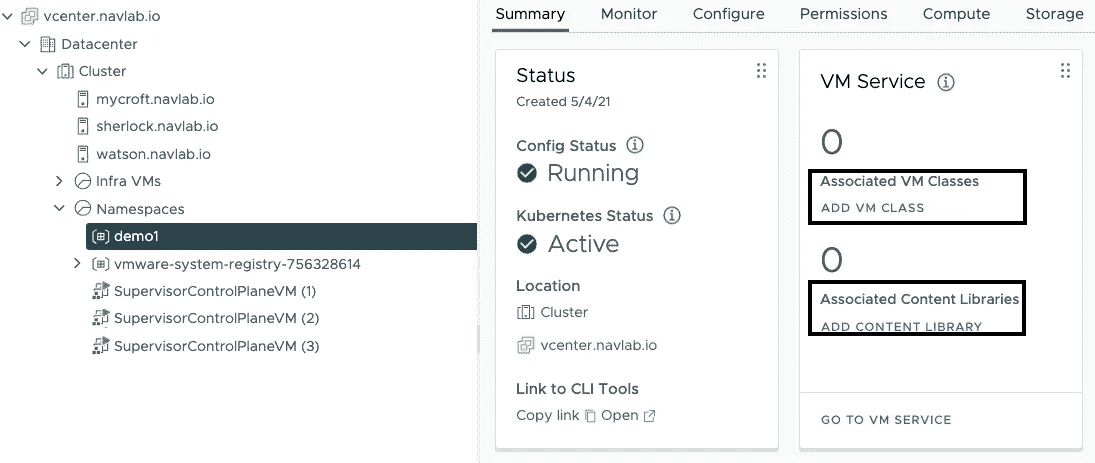 vcenter.navlab.io
Datacenter
Cluster
mycroft.navlab.io
sherlock.navlab.io
watson.navlab.io
Infra VMs
Namespaces
demo1
vmware-system-registry-756328614
SupervisorControlPlaneVM (1)
SupervisorControlPlaneVM (2)
SupervisorControlPlaneVM (3)
Summary Monitor Configure Permissions Compute Storage
Status
Created 5/4/21
Config Status
Running
Kubernetes Status
Active
Location
Cluster
vcenter.navlab.io
Link to CLI Tools
Copy link Open
VM Service
0
Associated VM Classes
ADD VM CLASS
0
Associated Content Libraries
ADD CONTENT LIBRARY
GO TO VM SERVICE